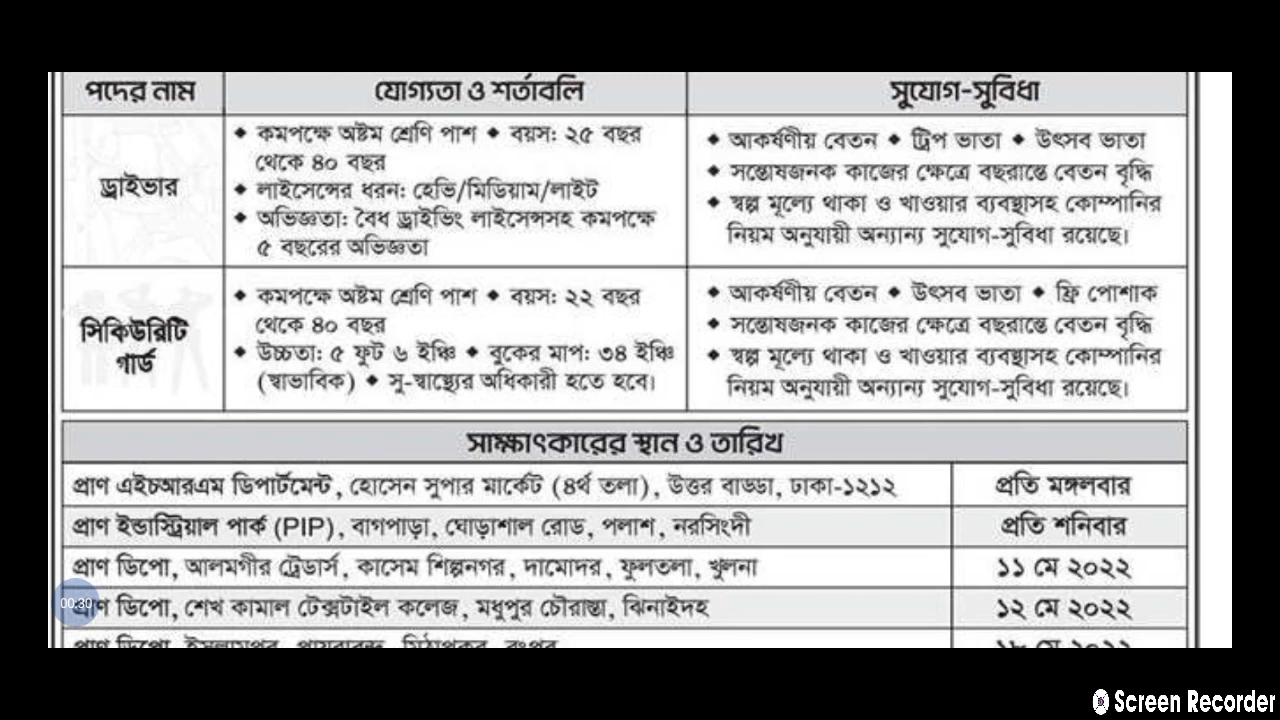 পদের নাম
যোগ্যতা ও শর্তাবলি
সুযোগ-সুবিধা
ড্রাইভার
◆ কমপক্ষে অষ্টম শ্রেণি পাশ ◆ বয়স: ২৫ বছর
থেকে ৪০ বছর
◆ লাইসেন্সের ধরন: হেভি/মিডিয়াম/লাইট
◆ অভিজ্ঞতা: বৈধ ড্রাইভিং লাইসেন্সসহ কমপক্ষে
৫ বছরের অভিজ্ঞতা
◆ আকর্ষণীয় বেতন ◆ ট্রিপ ভাতা ◆ উৎসব ভাতা
◆ সন্তোষজনক কাজের ক্ষেত্রে বছরান্তে বেতন বৃদ্ধি
◆ স্বল্প মূল্যে থাকা ও খাওয়ার ব্যবস্থাসহ কোম্পানির
নিয়ম অনুযায়ী অন্যান্য সুযোগ-সুবিধা রয়েছে।
সিকিউরিটি
গার্ড
◆ কমপক্ষে অষ্টম শ্রেণি পাশ ◆ বয়স: ২২ বছর
থেকে ৪০ বছর
◆ উচ্চতা: ৫ ফুট ৬ ইঞ্চি ◆ বুকের মাপ: ৩৪ ইঞ্চি
(স্বাভাবিক) ◆ সু-স্বাস্থ্যের অধিকারী হতে হবে।
◆ আকর্ষণীয় বেতন ◆ উৎসব ভাতা ◆ ফ্রি পোশাক
◆ সন্তোষজনক কাজের ক্ষেত্রে বছরান্তে বেতন বৃদ্ধি
◆ স্বল্প মূল্যে থাকা ও খাওয়ার ব্যবস্থাসহ কোম্পানির
নিয়ম অনুযায়ী অন্যান্য সুযোগ-সুবিধা রয়েছে।
সাক্ষাৎকারের স্থান ও তারিখ
প্রাণ এইচআরএম ডিপার্টমেন্ট, হোসেন সুপার মার্কেট (৪র্থ তলা), উত্তর বাড্ডা, ঢাকা-১২১২ প্রতি মঙ্গলবার
প্রাণ ইন্ডাস্ট্রিয়াল পার্ক (PIP), বাগপাড়া, ঘোড়াশাল রোড, পলাশ, নরসিংদী প্রতি শনিবার
প্রাণ ডিপো, আলমগীর ট্রেডার্স, কাসেম শিল্পনগর, দামোদর, ফুলতলা, খুলনা ১১ মে ২০২২
প্রাণ ডিপো, শেখ কামাল টেক্সটাইল কলেজ, মধুপুর চৌরাস্তা, ঝিনাইদহ ১২ মে ২০২২
00:30
প্রাণ ডিপো, ইসলামপুর, পায়রাবন্দ, মিঠাপুকুর, রংপুর
Screen Recorder